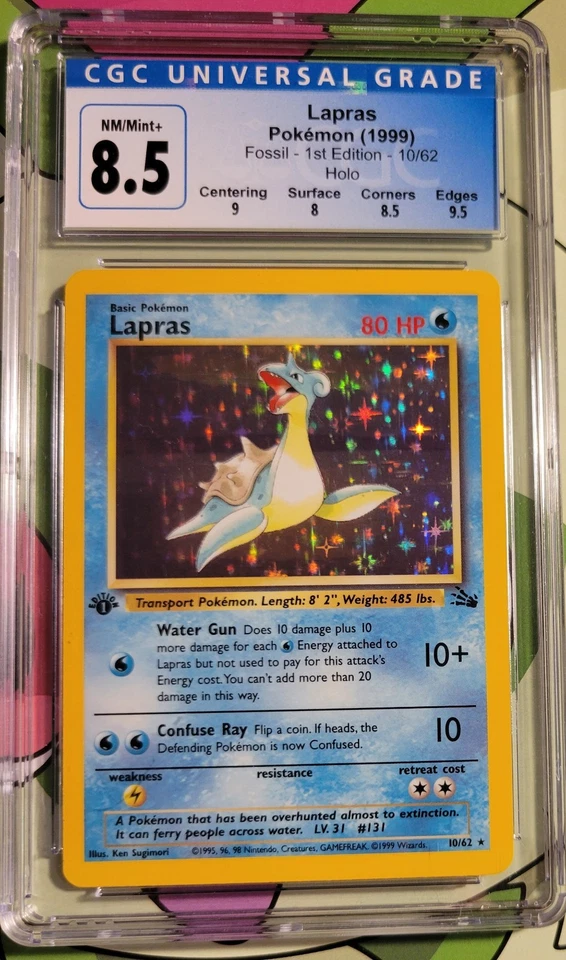 CGC UNIVERSAL GRADE
NM/Mint+
8.5
Lapras
Pokémon (1999)
Fossil - 1st Edition - 10/62
Holo
Centering Surface Corners Edges
9 8 8.5 9.5
Basic Pokémon
Lapras 80 HP
EDITION
1
Transport Pokémon. Length: 8' 2", Weight: 485 lbs.
Water Gun Does 10 damage plus 10
more damage for each Energy attached to
Lapras but not used to pay for this attack's
Energy cost. You can't add more than 20
damage in this way.
10+
Confuse Ray Flip a coin. If heads, the
Defending Pokémon is now Confused.
10
weakness resistance retreat cost
A Pokémon that has been overhunted almost to extinction.
It can ferry people across water. LV. 31 #131
Illus. Ken Sugimori ©1995, 96, 98 Nintendo, Creatures, GAMEFREAK. ©1999 Wizards. 10/62 ★